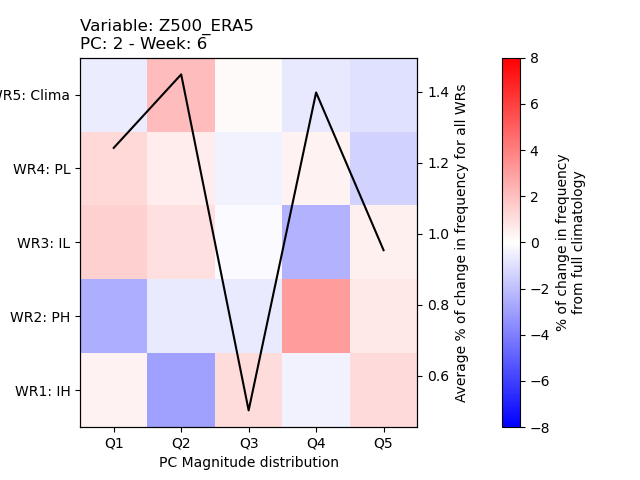 Variable: Z500_ERA5
PC: 2 - Week: 6
WR5: Clima
WR4: PL
WR3: IL
WR2: PH
WR1: IH
Q1 Q2 Q3 Q4 Q5
PC Magnitude distribution
1.4
1.2
1.0
0.8
0.6
Average % of change in frequency for all WRs
8
6
4
2
0
−2
−4
−6
−8
% of change in frequency
from full climatology